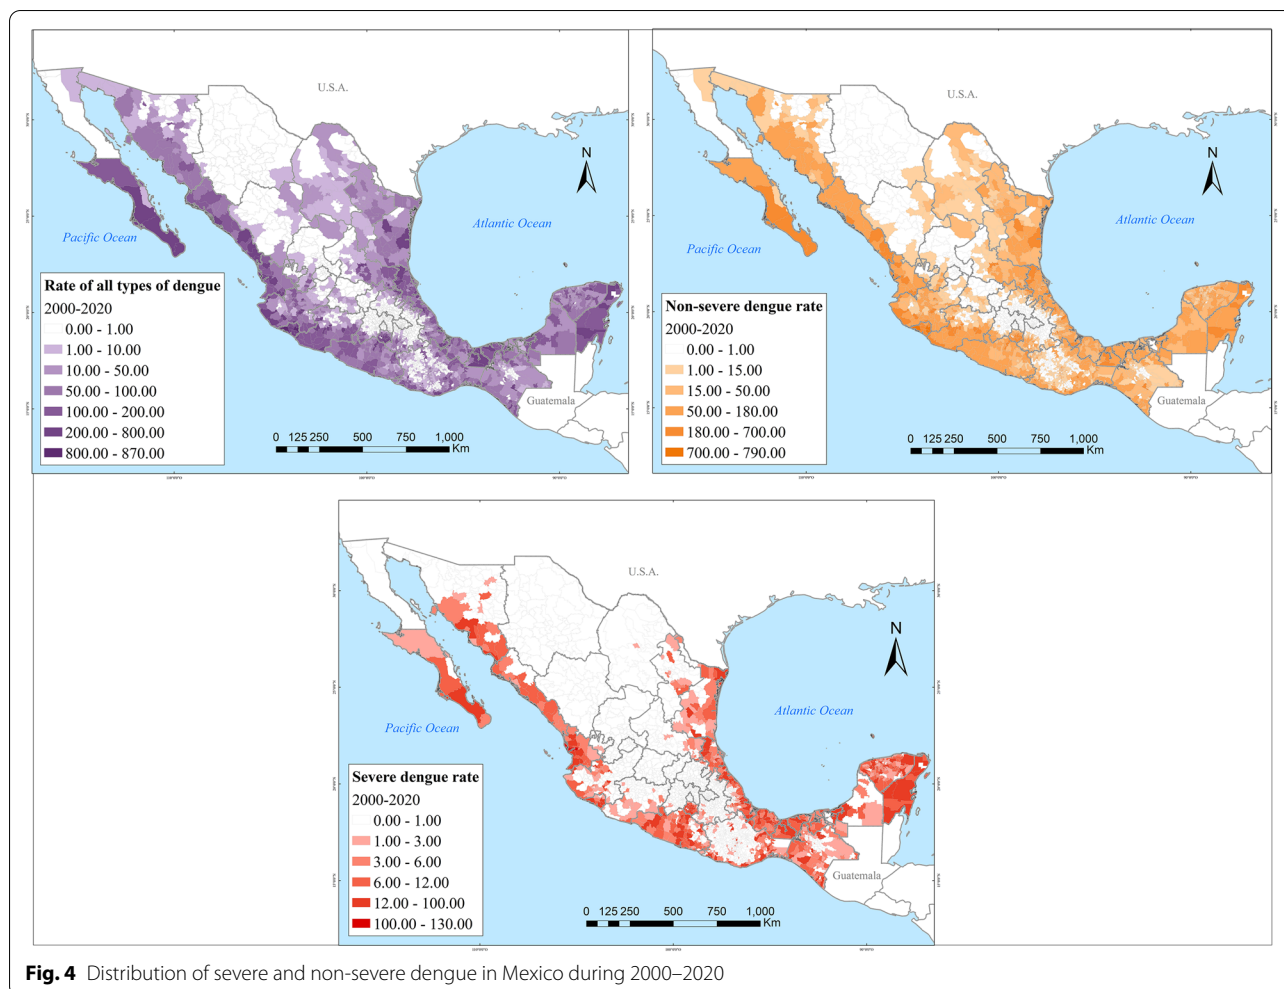 U.S.A.
N
Atlantic Ocean
Pacific Ocean
Rate of all types of dengue
2000-2020
0.00 - 1.00
1.00 - 10.00
10.00 - 50.00
50.00 - 100.00
100.00 - 200.00
200.00 - 800.00
800.00 - 870.00
Guatemala
0 125 250 500 750 1,000
Km
U.S.A.
N
Atlantic Ocean
Pacific Ocean
Non-severe dengue rate
2000-2020
0.00 - 1.00
1.00 - 15.00
15.00 - 50.00
50.00 - 180.00
180.00 - 700.00
700.00 - 790.00
Guatemala
0 125 250 500 750 1,000
Km
U.S.A.
N
Atlantic Ocean
Pacific Ocean
Severe dengue rate
2000-2020
0.00 - 1.00
1.00 - 3.00
3.00 - 6.00
6.00 - 12.00
12.00 - 100.00
100.00 - 130.00
Guatemala
0 125 250 500 750 1,000
Km
Fig. 4 Distribution of severe and non-severe dengue in Mexico during 2000–2020